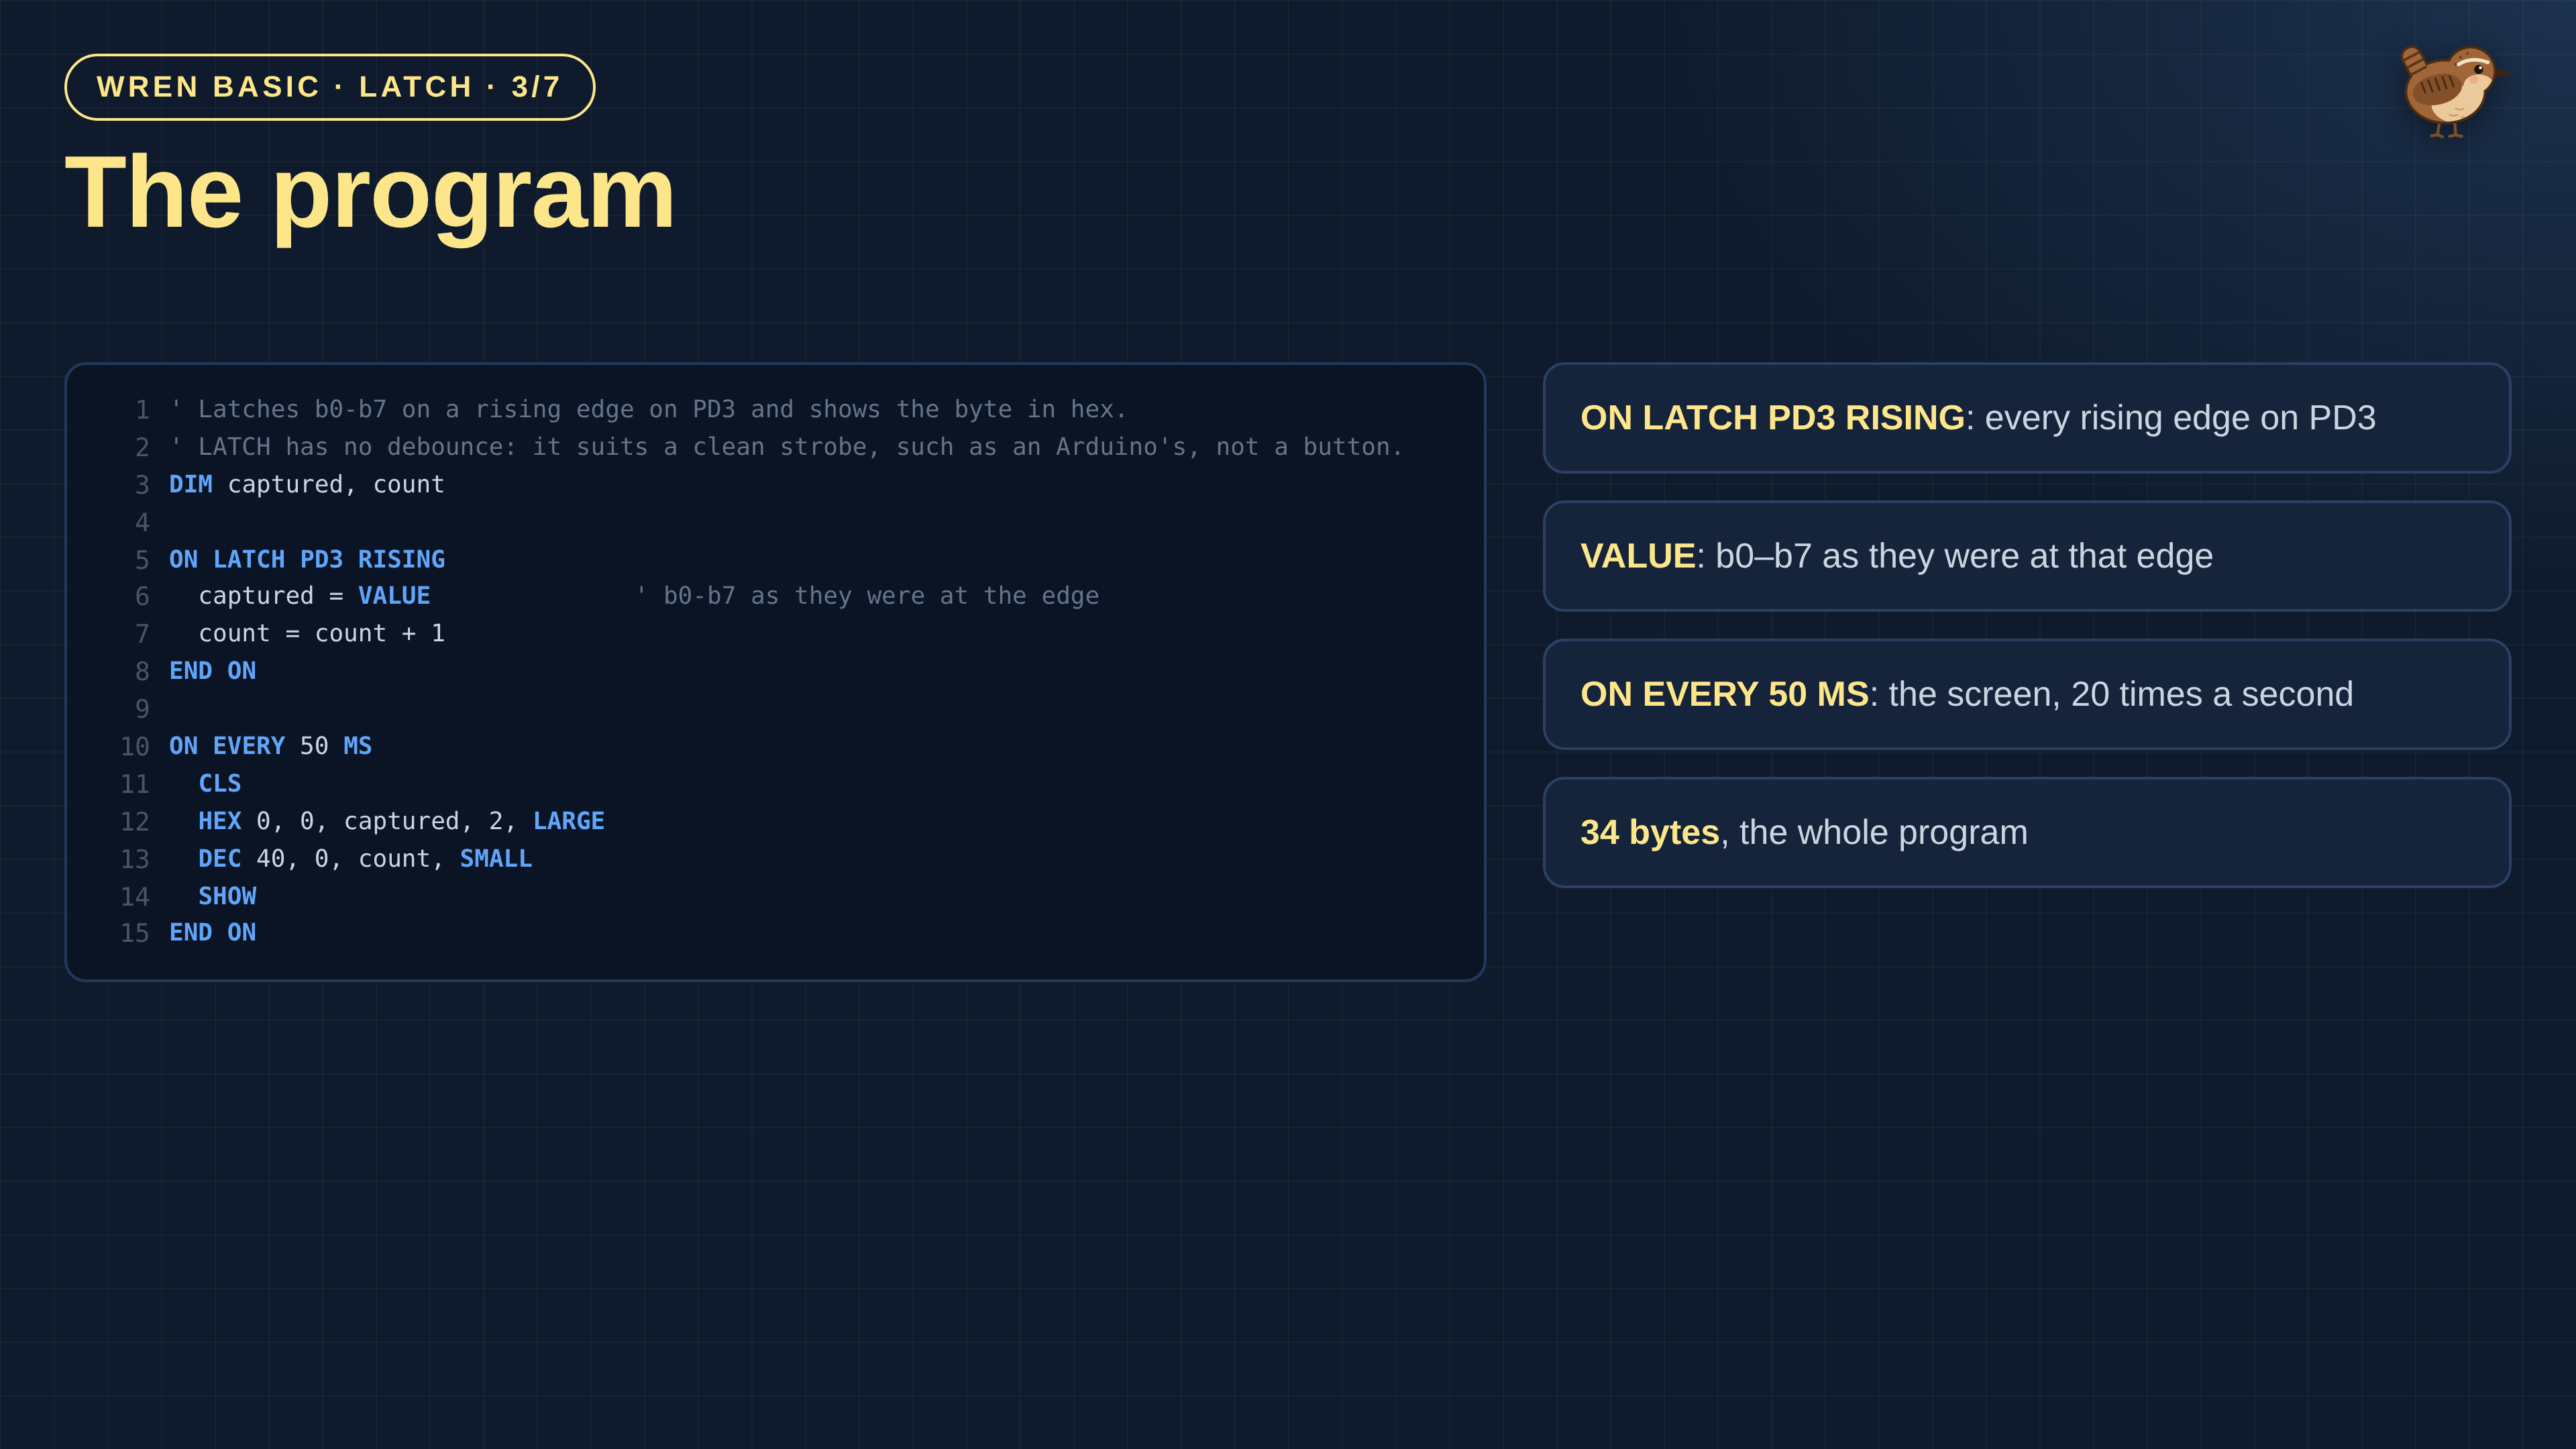 WREN BASIC · LATCH · 3/7
The program
1 ' Latches b0-b7 on a rising edge on PD3 and shows the byte in hex.
2 ' LATCH has no debounce: it suits a clean strobe, such as an Arduino's, not a button.
3 DIM captured, count
4
5 ON LATCH PD3 RISING
6   captured = VALUE              ' b0-b7 as they were at the edge
7   count = count + 1
8 END ON
9
10 ON EVERY 50 MS
11   CLS
12   HEX 0, 0, captured, 2, LARGE
13   DEC 40, 0, count, SMALL
14   SHOW
15 END ON
ON LATCH PD3 RISING: every rising edge on PD3
VALUE: b0–b7 as they were at that edge
ON EVERY 50 MS: the screen, 20 times a second
34 bytes, the whole program